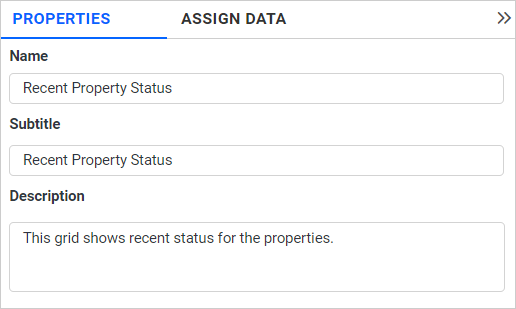 PROPERTIES ASSIGN DATA
Name
Recent Property Status
Subtitle
Recent Property Status
Description
This grid shows recent status for the properties.